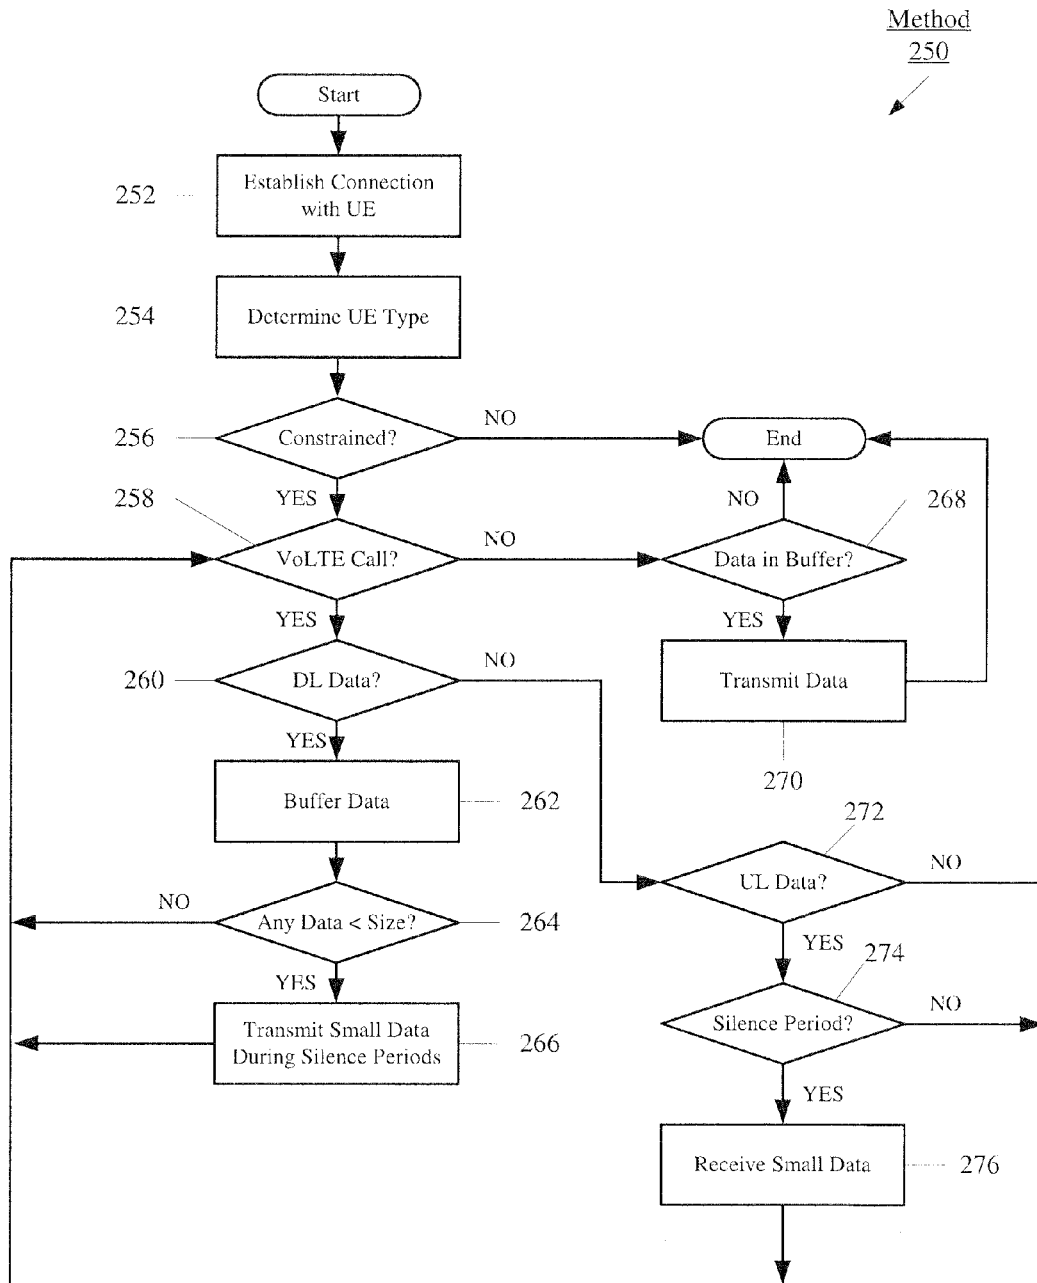 Method
250
Start
252
Establish Connection
with UE
254
Determine UE Type
256
Constrained?
NO
End
YES
258
VoLTE Call?
NO
NO
268
Data in Buffer?
YES
YES
260
DL Data?
NO
Transmit Data
270
YES
Buffer Data
262
272
UL Data?
NO
NO
Any Data < Size?
264
YES
274
YES
Silence Period?
NO
Transmit Small Data
During Silence Periods
266
YES
Receive Small Data
276